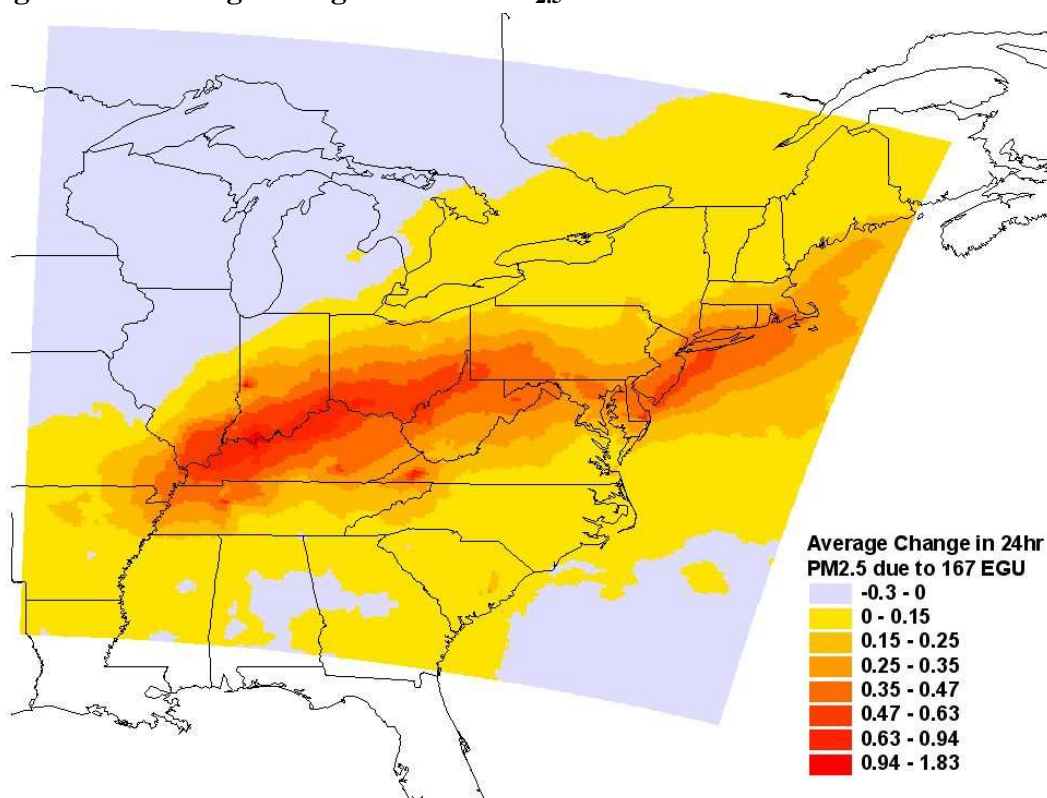 2.5
Average Change in 24hr
PM2.5 due to 167 EGU
-0.3 - 0
0 - 0.15
0.15 - 0.25
0.25 - 0.35
0.35 - 0.47
0.47 - 0.63
0.63 - 0.94
0.94 - 1.83